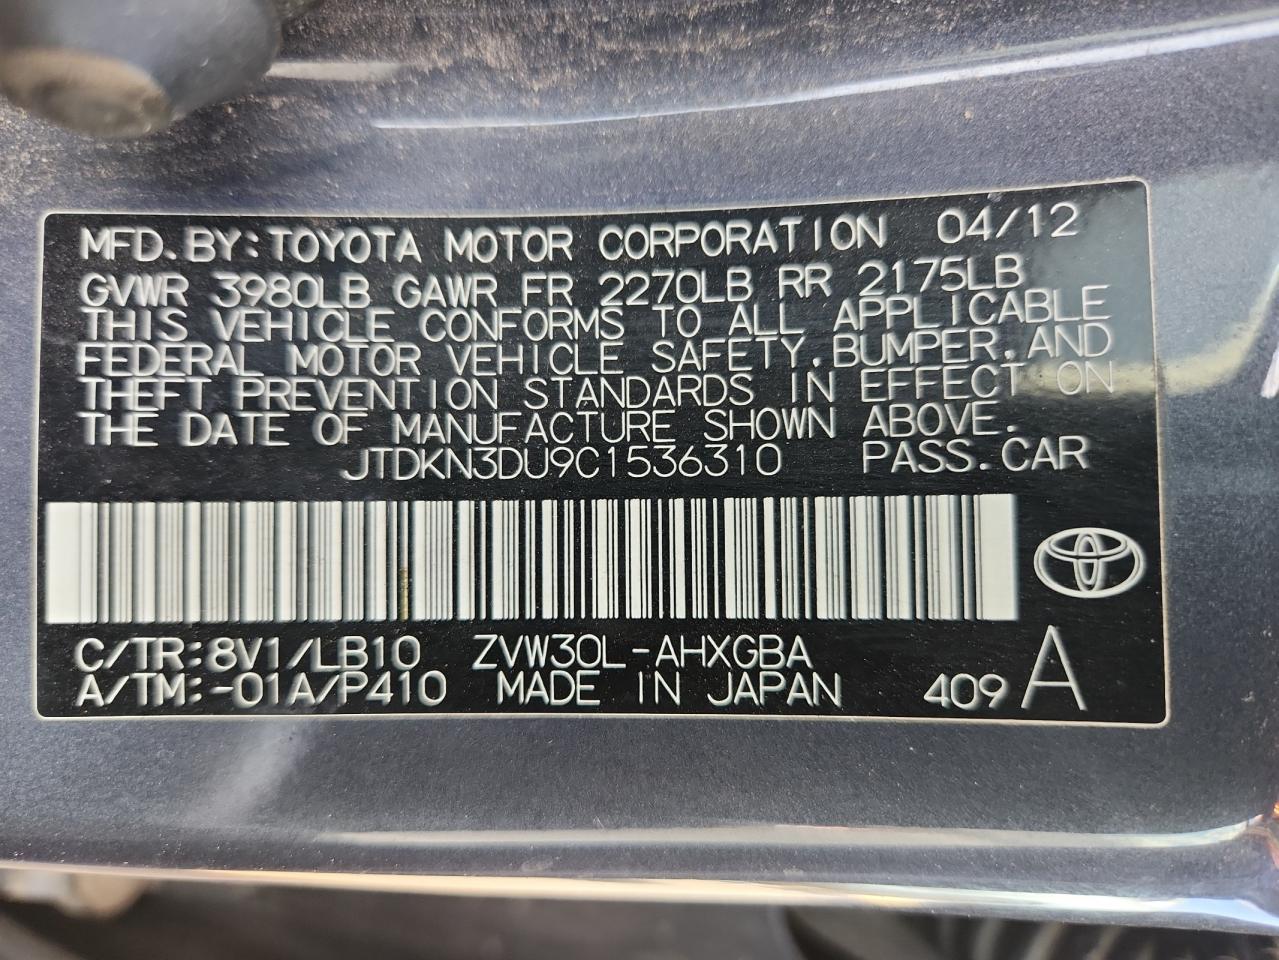 MFD. BY: TOYOTA MOTOR CORPORATION 04/12
GVWR 3980LB GAWR FR 2270LB RR 2175LB
THIS VEHICLE CONFORMS TO ALL APPLICABLE
FEDERAL MOTOR VEHICLE SAFETY, BUMPER, AND
THEFT PREVENTION STANDARDS IN EFFECT ON
THE DATE OF MANUFACTURE SHOWN ABOVE.
JTDKN3DU9C1536310 PASS. CAR
C/TR: 8V1/LB10 ZVW30L-AHXGBA
A/TM: -01A/P410 MADE IN JAPAN 409 A